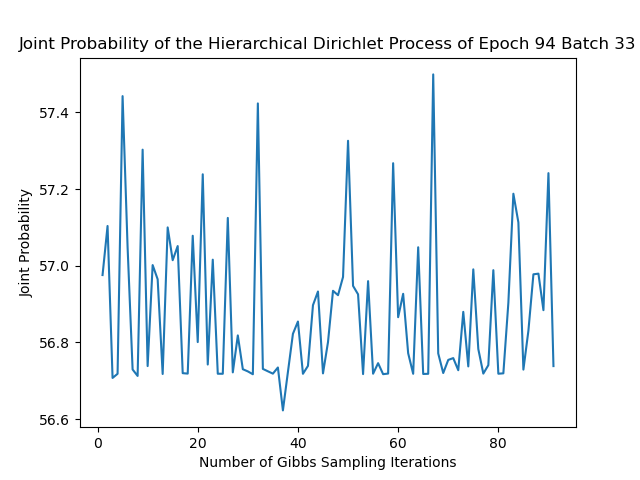 Joint Probability of the Hierarchical Dirichlet Process of Epoch 94 Batch 33
57.4
57.2
57.0
56.8
56.6
Joint Probability
0 20 40 60 80
Number of Gibbs Sampling Iterations